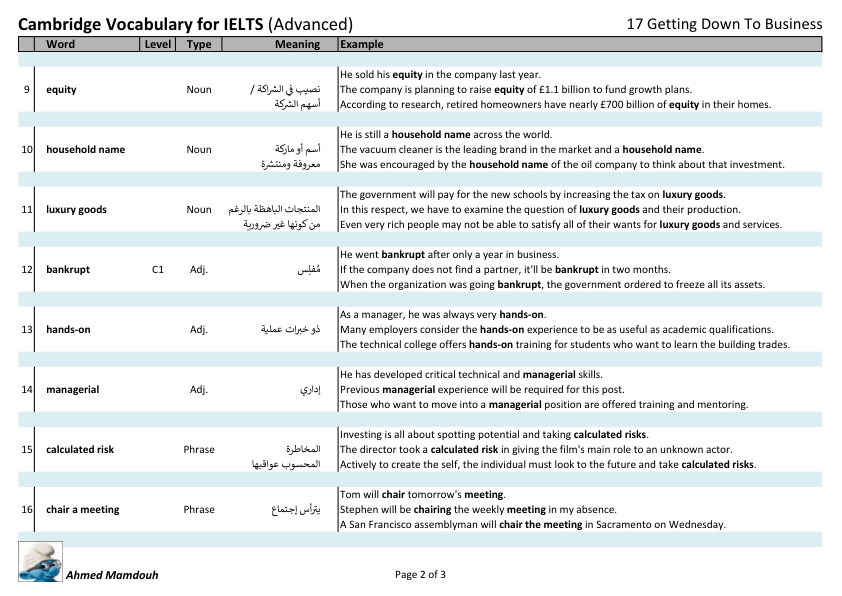 Cambridge Vocabulary for IELTS (Advanced) 17 Getting Down To Business
Word Level Type Meaning Example
He sold his equity in the company last year.
9 equity Noun نصيب في الشراكة / The company is planning to raise equity of £1.1 billion to fund growth plans.
أسهم الشركة According to research, retired homeowners have nearly £700 billion of equity in their homes.
He is still a household name across the world.
10 household name Noun أسم أو ماركة The vacuum cleaner is the leading brand in the market and a household name.
معروفة ومنتشرة She was encouraged by the household name of the oil company to think about that investment.
The government will pay for the new schools by increasing the tax on luxury goods.
11 luxury goods Noun المنتجات الباهظة بالرغم In this respect, we have to examine the question of luxury goods and their production.
من كونها غير ضرورية Even very rich people may not be able to satisfy all of their wants for luxury goods and services.
He went bankrupt after only a year in business.
12 bankrupt C1 Adj. مُفلِس If the company does not find a partner, it'll be bankrupt in two months.
When the organization was going bankrupt, the government ordered to freeze all its assets.
As a manager, he was always very hands-on.
13 hands-on Adj. ذو خبرات عملية Many employers consider the hands-on experience to be as useful as academic qualifications.
The technical college offers hands-on training for students who want to learn the building trades.
He has developed critical technical and managerial skills.
14 managerial Adj. إداري Previous managerial experience will be required for this post.
Those who want to move into a managerial position are offered training and mentoring.
Investing is all about spotting potential and taking calculated risks.
15 calculated risk Phrase المخاطرة The director took a calculated risk in giving the film's main role to an unknown actor.
المحسوب عواقبها Actively to create the self, the individual must look to the future and take calculated risks.
Tom will chair tomorrow's meeting.
16 chair a meeting Phrase يترأس إجتماع Stephen will be chairing the weekly meeting in my absence.
A San Francisco assemblyman will chair the meeting in Sacramento on Wednesday.
Ahmed Mamdouh Page 2 of 3